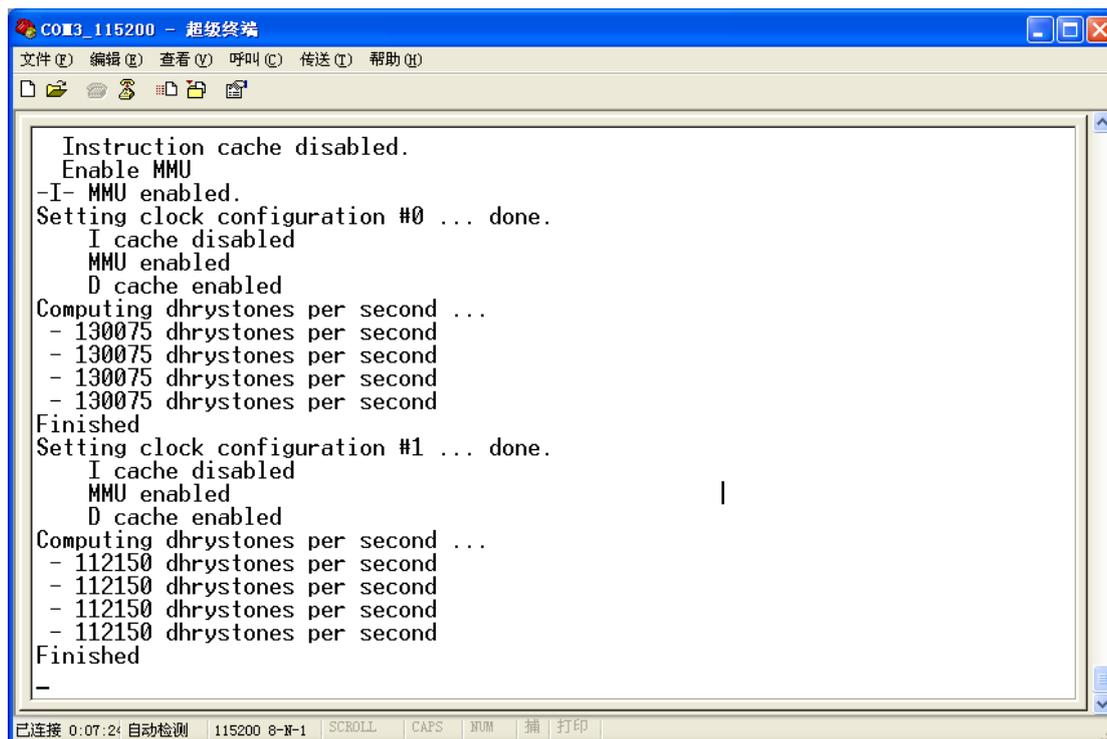 COM3_115200 - 超级终端
文件(F) 编辑(E) 查看(V) 呼叫(C) 传送(T) 帮助(H)
Instruction cache disabled.
Enable MMU
-I- MMU enabled.
Setting clock configuration #0 ... done.
I cache disabled
MMU enabled
D cache enabled
Computing dhrystones per second ...
- 130075 dhrystones per second
- 130075 dhrystones per second
- 130075 dhrystones per second
- 130075 dhrystones per second
Finished
Setting clock configuration #1 ... done.
I cache disabled
MMU enabled
D cache enabled
Computing dhrystones per second ...
- 112150 dhrystones per second
- 112150 dhrystones per second
- 112150 dhrystones per second
- 112150 dhrystones per second
Finished
_
已连接 0:07:24 自动检测 115200 8-N-1 SCROLL CAPS NUM 捕 打印